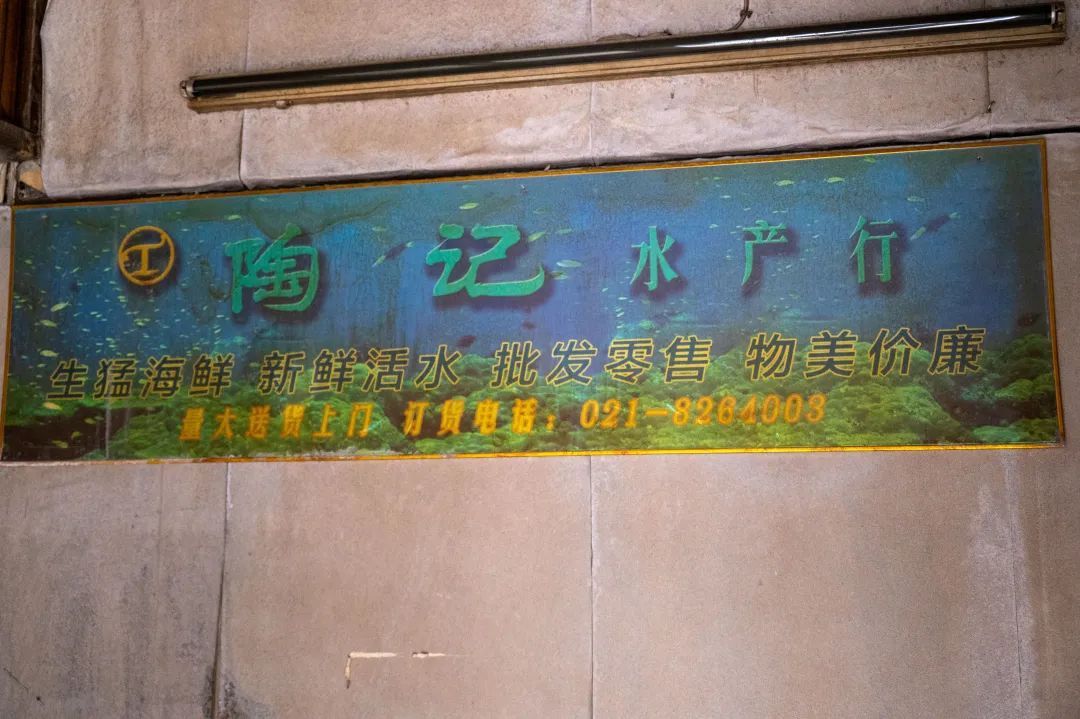 陶记水产行
生猛海鲜 新鲜活水 批发零售 物美价廉
量大送货上门 订货电话：021-8264003